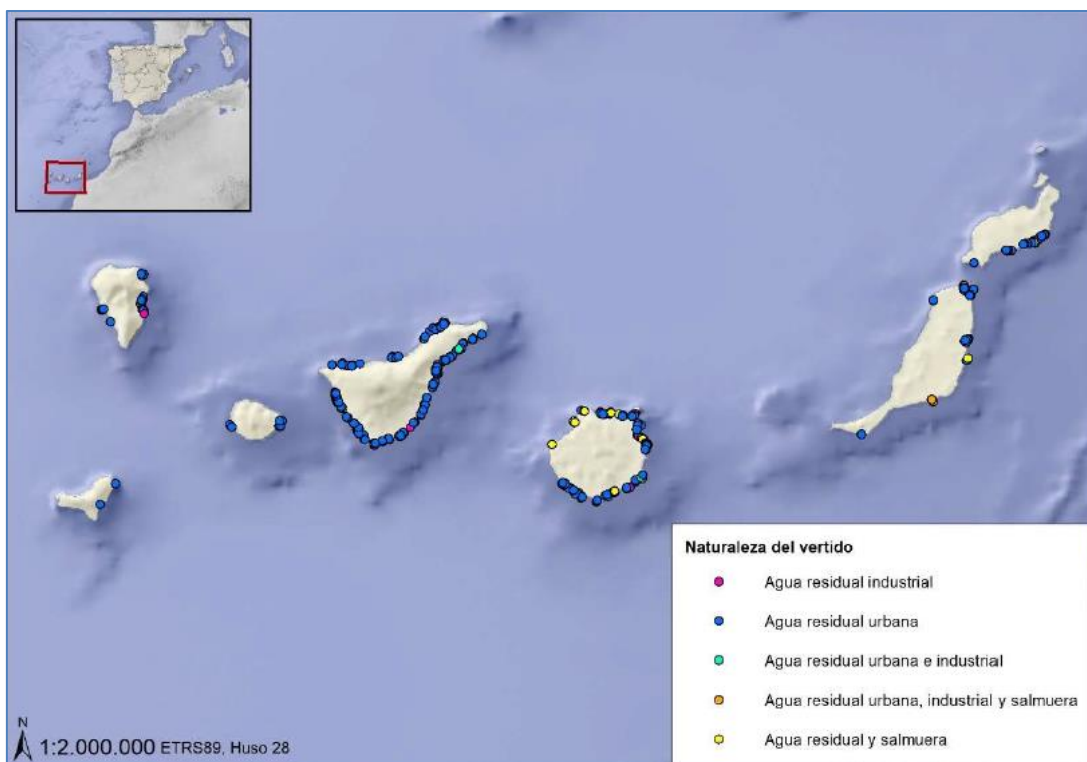 Naturaleza del vertido
Agua residual industrial
Agua residual urbana
Agua residual urbana e industrial
Agua residual urbana, industrial y salmuera
Agua residual y salmuera
N
1:2.000.000 ETRS89, Huso 28